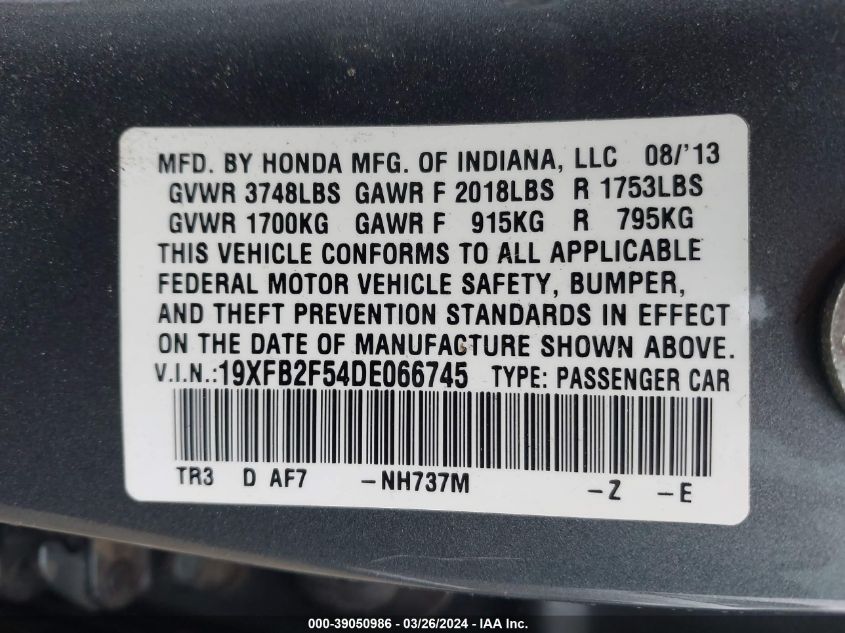 MFD. BY HONDA MFG. OF INDIANA, LLC 08/'13
GVWR 3748LBS GAWR F 2018LBS R 1753LBS
GVWR 1700KG GAWR F 915KG R 795KG
THIS VEHICLE CONFORMS TO ALL APPLICABLE
FEDERAL MOTOR VEHICLE SAFETY, BUMPER,
AND THEFT PREVENTION STANDARDS IN EFFECT
ON THE DATE OF MANUFACTURE SHOWN ABOVE.
V.I.N.:19XFB2F54DE066745 TYPE: PASSENGER CAR
TR3 D AF7 –NH737M –Z –E
000-39050986 - 03/26/2024 - IAA Inc.